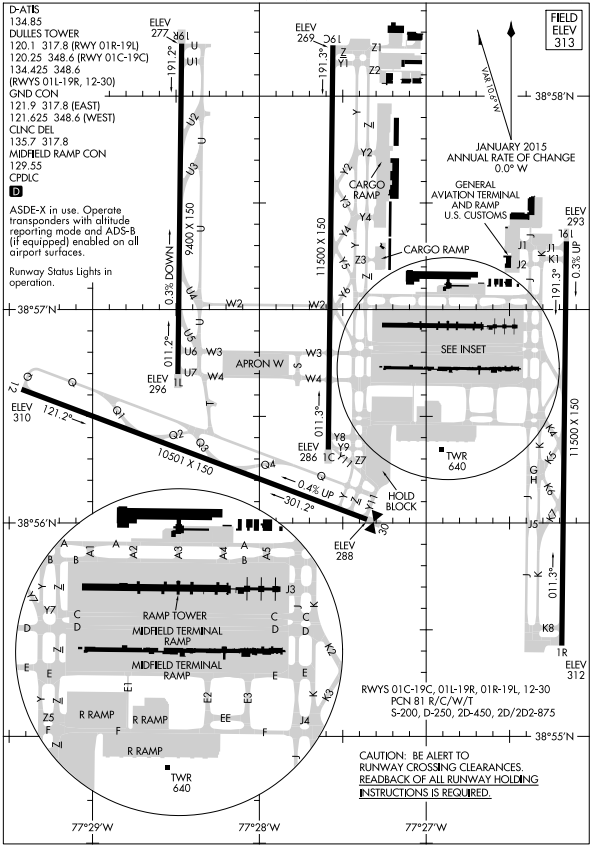 D-ATIS
134.85
DULLES TOWER
120.1 317.8 (RWY 01R-19L)
120.25 348.6 (RWY 01C-19C)
134.425 348.6
(RWYS 01L-19R, 12-30)
GND CON
121.9 317.8 (EAST)
121.625 348.6 (WEST)
CLNC DEL
135.7 317.8
MIDFIELD RAMP CON
129.55
CPDLC
D
ASDE-X in use. Operate
transponders with altitude
reporting mode and ADS-B
(if equipped) enabled on all
airport surfaces.
Runway Status Lights in
operation.
ELEV
277
19R
U
U1
191.2°
U2
U
U3
9400 X 150
0.3% DOWN
U4
U
U5
011.2°
U6
W3
U7
W4
ELEV
296
1L
T
W2
APRON W
S
W2
W3
W4
ELEV
269
19C
Z
Z1
Y1
Z2
191.3°
Y
Z
Y2
Y2
CARGO
RAMP
Y3
Y4
Y4
11500 X 150
Y5
Z3
CARGO RAMP
Y6
Z
011.3°
ELEV
286
1C
Y8
Y9
Y11
Z7
Y
Z
Y11
HOLD
BLOCK
FIELD
ELEV
313
VAR 10.6° W
38°58'N
JANUARY 2015
ANNUAL RATE OF CHANGE
0.0° W
GENERAL
AVIATION TERMINAL
AND RAMP
U.S. CUSTOMS
ELEV
293
19L
J
J1
J1
K1
J2
J
191.3°
0.3% UP
38°57'
SEE INSET
11500 X 150
TWR
640
K4
K
K5
J
G
H
K6
K7
J5
38°56'
J
K
011.3°
K8
1R
ELEV
312
12
Q
Q
ELEV
310
121.2°
Q1
Q2
Q3
10501 X 150
Q4
Q
0.4% UP
301.2°
30
ELEV
288
A
A
A
B
B
A1
A2
A3
A4
B
A5
B
Y
Z
Y7
Y7
J3
RAMP TOWER
J
K
C
C
C
D
D
MIDFIELD TERMINAL
RAMP
D
D
K2
MIDFIELD TERMINAL
RAMP
E
E
E
E
E1
E2
E3
K3
Y
Z
R RAMP
R RAMP
EE
Z5
J4
F
F
F
Z
R RAMP
J
TWR
640
RWYS 01C-19C, 01L-19R, 01R-19L, 12-30
PCN 81 R/C/W/T
S-200, D-250, 2D-450, 2D/2D2-875
38°55'
CAUTION: BE ALERT TO
RUNWAY CROSSING CLEARANCES.
READBACK OF ALL RUNWAY HOLDING
INSTRUCTIONS IS REQUIRED.
77°29'W
77°28'W
77°27'W